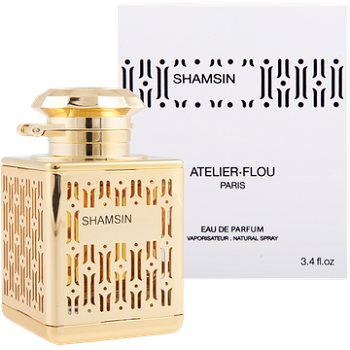 SHAMSIN
ATELIER·FLOU
PARIS
EAU DE PARFUM
VAPORISATEUR . NATURAL SPRAY
3.4 fl.oz
SHAMSIN